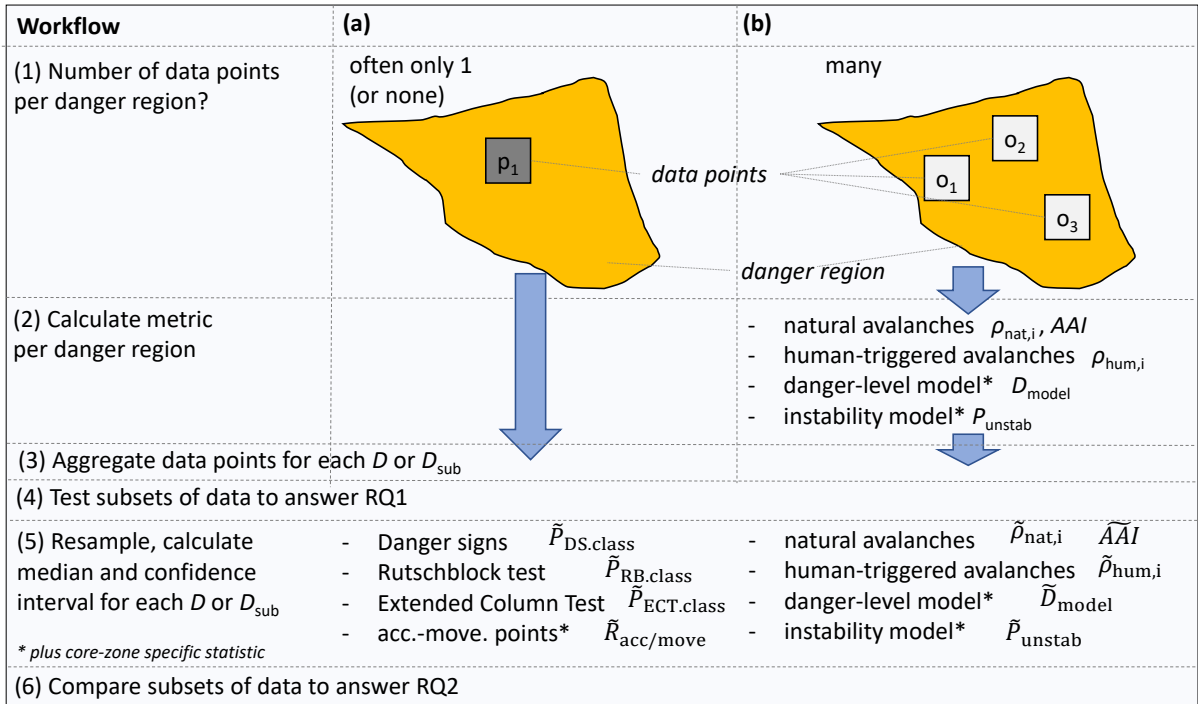 Workflow
(a)
(b)
(1) Number of data points
per danger region?
often only 1
(or none)
many
p1
data points
o1
o2
o3
danger region
(2) Calculate metric
per danger region
- natural avalanches ρnat,i, AAI
- human-triggered avalanches ρhum,i
- danger-level model* Dmodel
- instability model* Punstab
(3) Aggregate data points for each D or Dsub
(4) Test subsets of data to answer RQ1
(5) Resample, calculate
median and confidence
interval for each D or Dsub
* plus core-zone specific statistic
- Danger signs P̃DS.class
- Rutschblock test P̃RB.class
- Extended Column Test P̃ECT.class
- acc.-move. points* R̃acc/move
- natural avalanches ρ̃nat,i ÃAI
- human-triggered avalanches ρ̃hum,i
- danger-level model* D̃model
- instability model* P̃unstab
(6) Compare subsets of data to answer RQ2